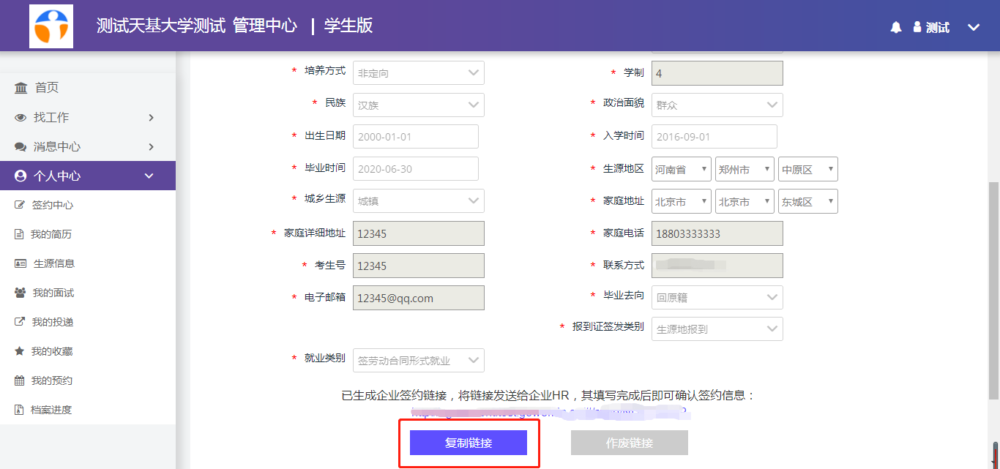 测试天基大学测试 管理中心 | 学生版
测试
首页
找工作
消息中心
个人中心
签约中心
我的简历
生源信息
我的面试
我的投递
我的收藏
我的预约
档案进度
* 培养方式 非定向 * 学制 4
* 民族 汉族 * 政治面貌 群众
* 出生日期 2000-01-01 * 入学时间 2016-09-01
* 毕业时间 2020-06-30 * 生源地区 河南省 郑州市 中原区
* 城乡生源 城镇 * 家庭地址 北京市 北京市 东城区
* 家庭详细地址 12345 * 家庭电话 18803333333
* 考生号 12345 * 联系方式
* 电子邮箱 12345@qq.com * 毕业去向 回原籍
* 报到证签发类别 生源地报到
* 就业类别 签劳动合同形式就业
已生成企业签约链接，将链接发送给企业HR，其填写完成后即可确认签约信息：
复制链接 作废链接